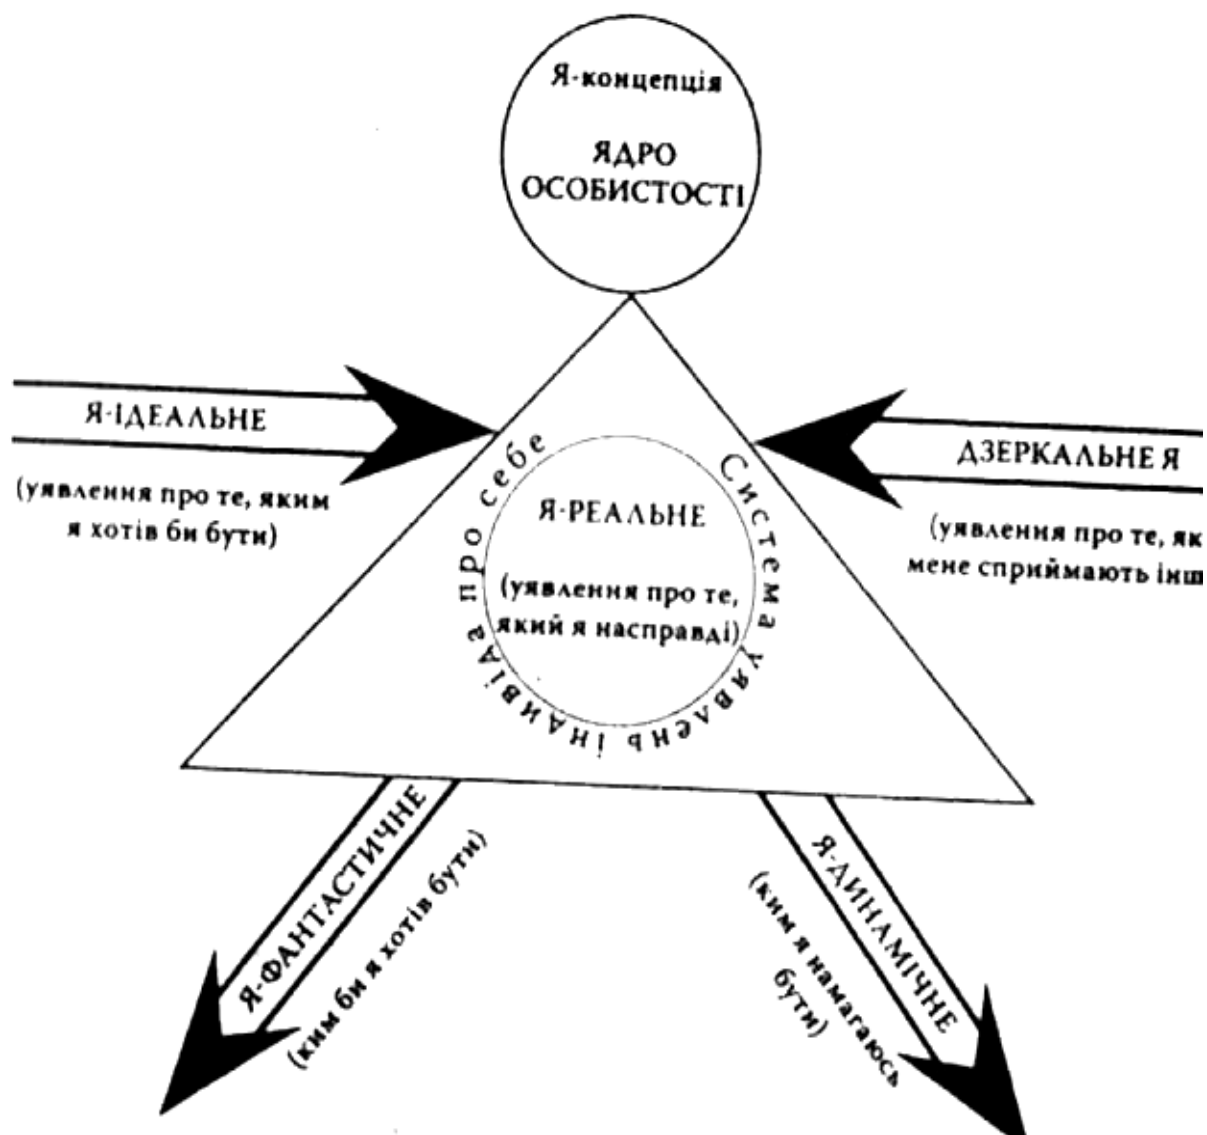 Я-концепція
ЯДРО
ОСОБИСТОСТІ
Я-ІДЕАЛЬНЕ
(уявлення про те, яким
я хотів би бути)
ДЗЕРКАЛЬНЕ Я
(уявлення про те, як
мене сприймають інш
Система уявлень індивіда про себе
Я-РЕАЛЬНЕ
(уявлення про те,
який я насправді)
Я-ФАНТАСТИЧНЕ
(ким би я хотів бути)
Я-ДИНАМІЧНЕ
(ким я намагаюсь
бути)